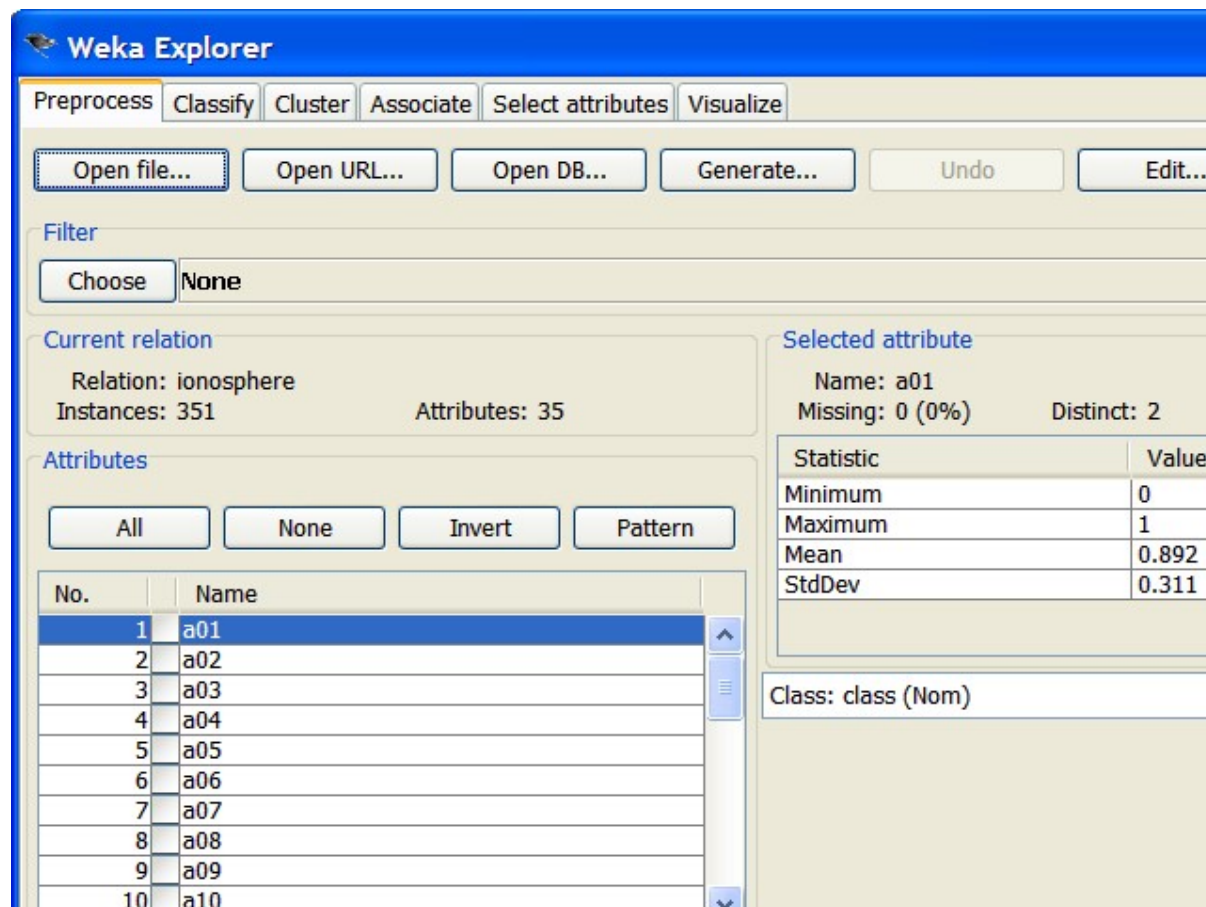 Weka Explorer
Preprocess Classify Cluster Associate Select attributes Visualize
Open file... Open URL... Open DB... Generate... Undo Edit...
Filter
Choose None
Current relation
Relation: ionosphere
Instances: 351 Attributes: 35
Selected attribute
Name: a01
Missing: 0 (0%) Distinct: 2
Statistic Value
Minimum 0
Maximum 1
Mean 0.892
StdDev 0.311
Class: class (Nom)
Attributes
All None Invert Pattern
No. Name
1 a01
2 a02
3 a03
4 a04
5 a05
6 a06
7 a07
8 a08
9 a09
10 a10